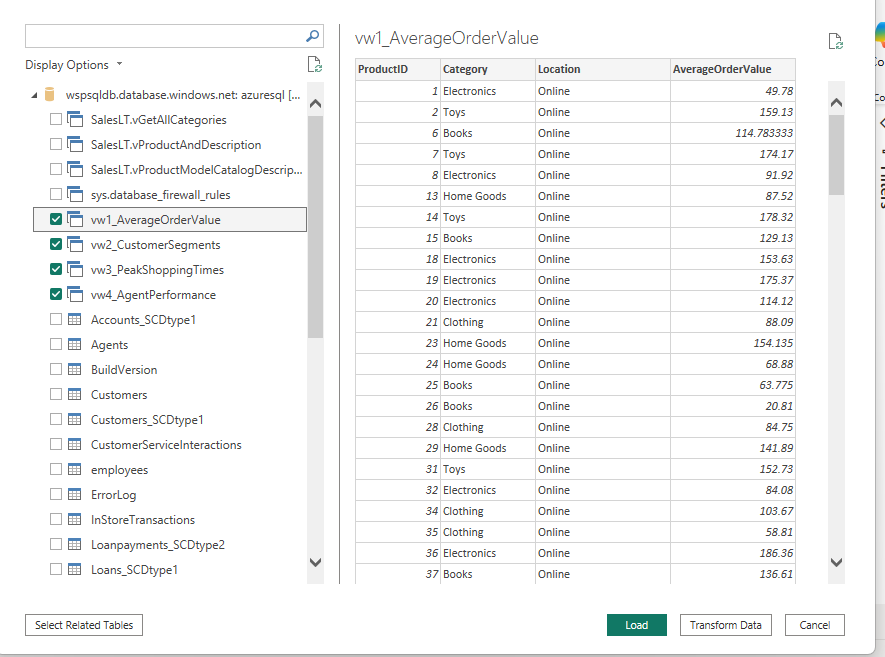 Display Options
wspsqldb.database.windows.net: azuresql [...
SalesLT.vGetAllCategories
SalesLT.vProductAndDescription
SalesLT.vProductModelCatalogDescrip...
sys.database_firewall_rules
vw1_AverageOrderValue
vw2_CustomerSegments
vw3_PeakShoppingTimes
vw4_AgentPerformance
Accounts_SCDtype1
Agents
BuildVersion
Customers
Customers_SCDtype1
CustomerServiceInteractions
employees
ErrorLog
InStoreTransactions
Loanpayments_SCDtype2
Loans_SCDtype1
vw1_AverageOrderValue
ProductID Category Location AverageOrderValue
1 Electronics Online 49.78
2 Toys Online 159.13
6 Books Online 114.783333
7 Toys Online 174.17
8 Electronics Online 91.92
13 Home Goods Online 87.52
14 Toys Online 178.32
15 Books Online 129.13
18 Electronics Online 153.63
19 Electronics Online 175.37
20 Electronics Online 114.12
21 Clothing Online 88.09
23 Home Goods Online 154.135
24 Home Goods Online 68.88
25 Books Online 63.775
26 Books Online 20.81
28 Clothing Online 84.75
29 Home Goods Online 141.89
31 Toys Online 152.73
32 Electronics Online 84.08
34 Clothing Online 103.67
35 Clothing Online 58.81
36 Electronics Online 186.36
37 Books Online 136.61
Select Related Tables
Load
Transform Data
Cancel